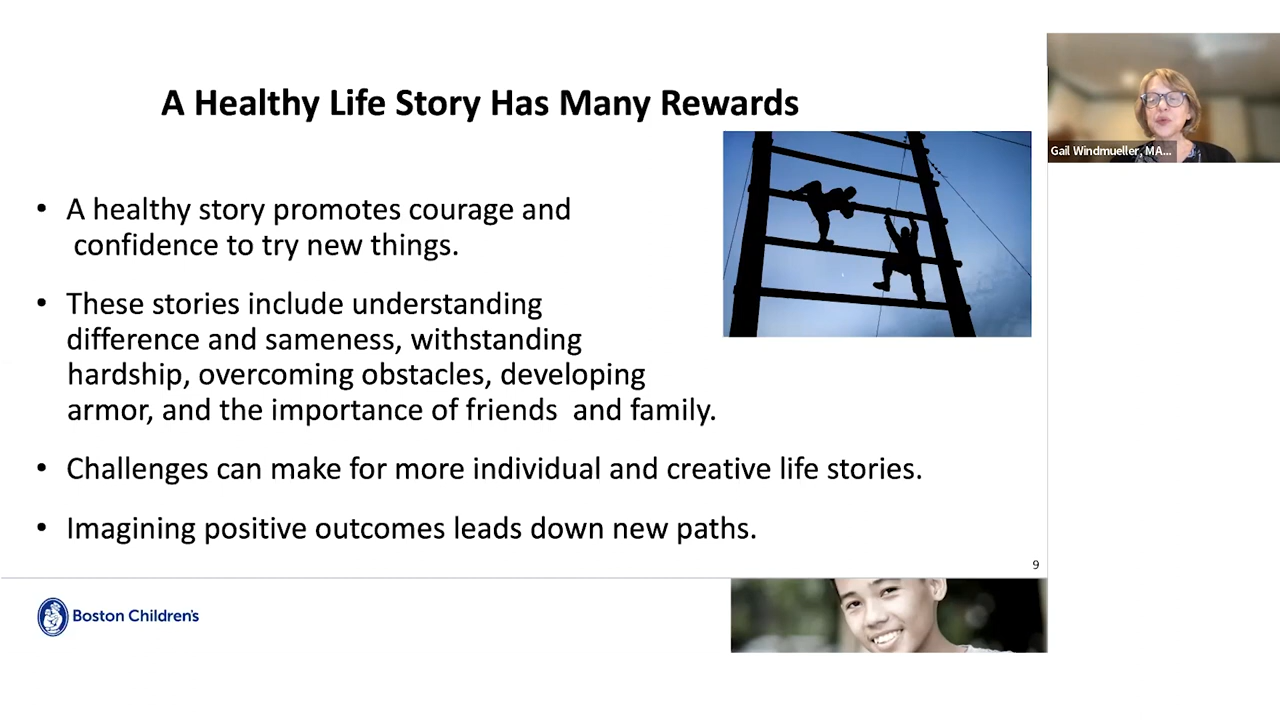 A Healthy Life Story Has Many Rewards
Gail Windmueller, MA...
• A healthy story promotes courage and
confidence to try new things.
• These stories include understanding
difference and sameness, withstanding
hardship, overcoming obstacles, developing
armor, and the importance of friends  and family.
• Challenges can make for more individual and creative life stories.
• Imagining positive outcomes leads down new paths.
9
Boston Children's